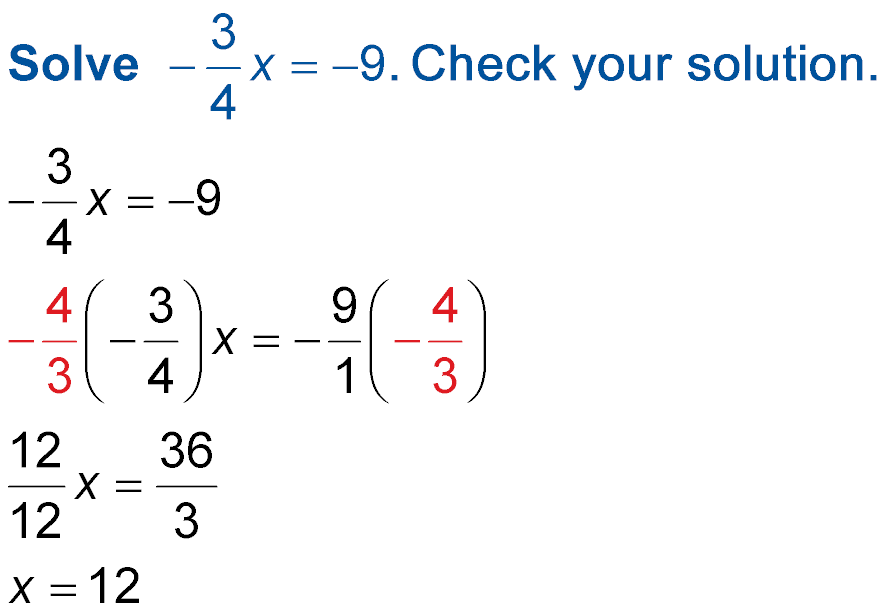 Solve -3/4 x = -9. Check your solution.
-3/4 x = -9
-4/3(-3/4)x = -9/1(-4/3)
12/12 x = 36/3
x = 12